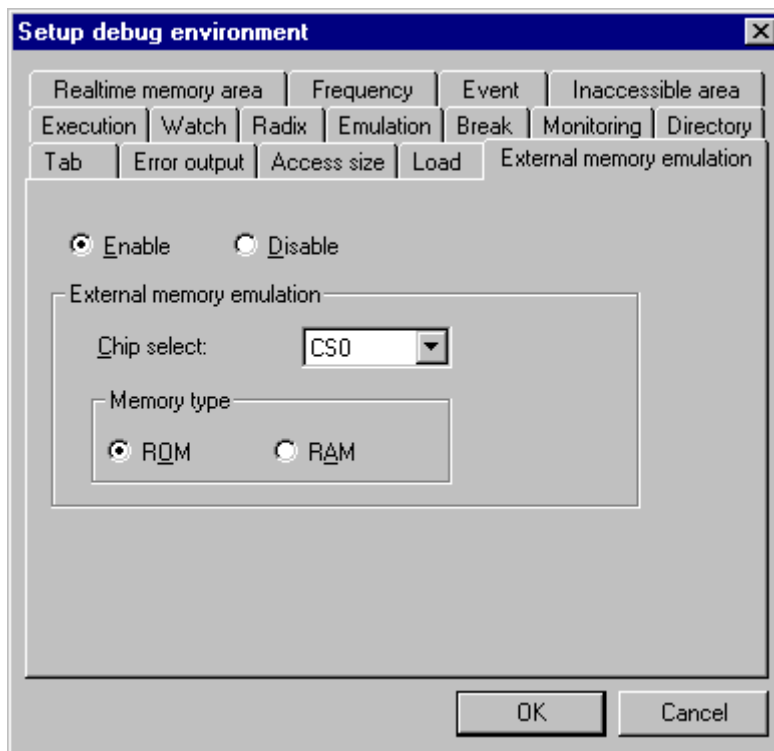 Setup debug environment
Realtime memory area Frequency Event Inaccessible area
Execution Watch Radix Emulation Break Monitoring Directory
Tab Error output Access size Load External memory emulation
Enable Disable
External memory emulation
Chip select: CS0
Memory type
ROM RAM
OK Cancel